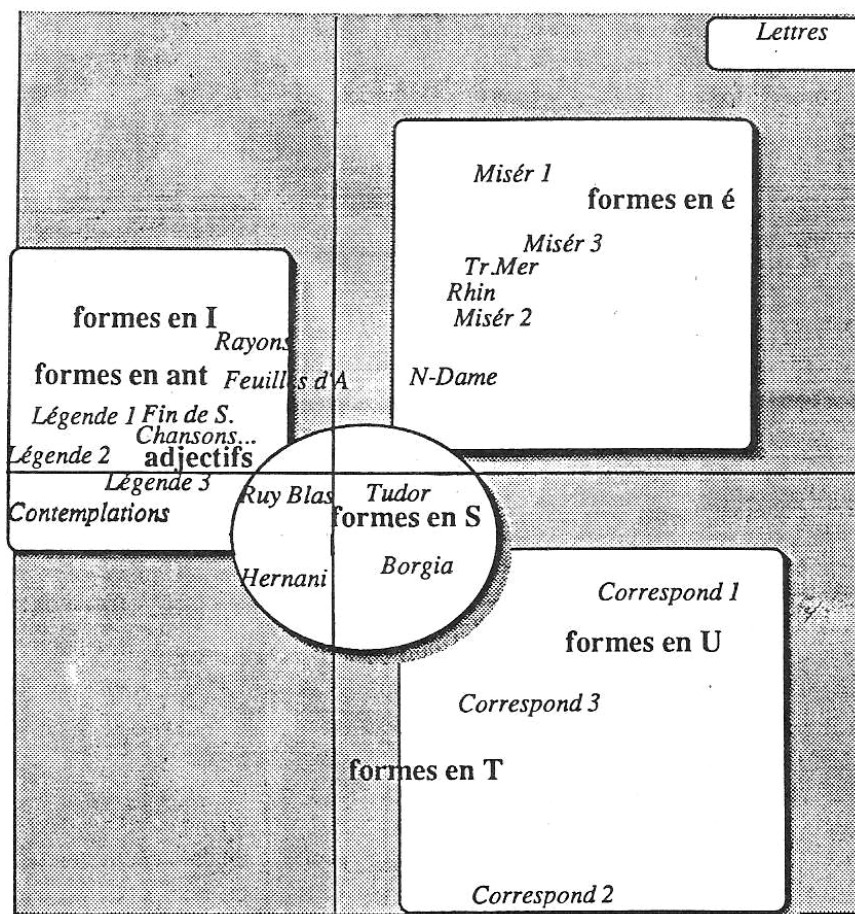 Lettres
Misér 1
formes en é
Misér 3
Tr.Mer
Rhin
Misér 2
N-Dame
formes en I
Rayons
formes en ant
Feuilles d'A
Légende 1
Fin de S.
Chansons...
Légende 2
adjectifs
Légende 3
Contemplations
Ruy Blas
Tudor
formes en S
Hernani
Borgia
Correspond 1
formes en U
Correspond 3
formes en T
Correspond 2